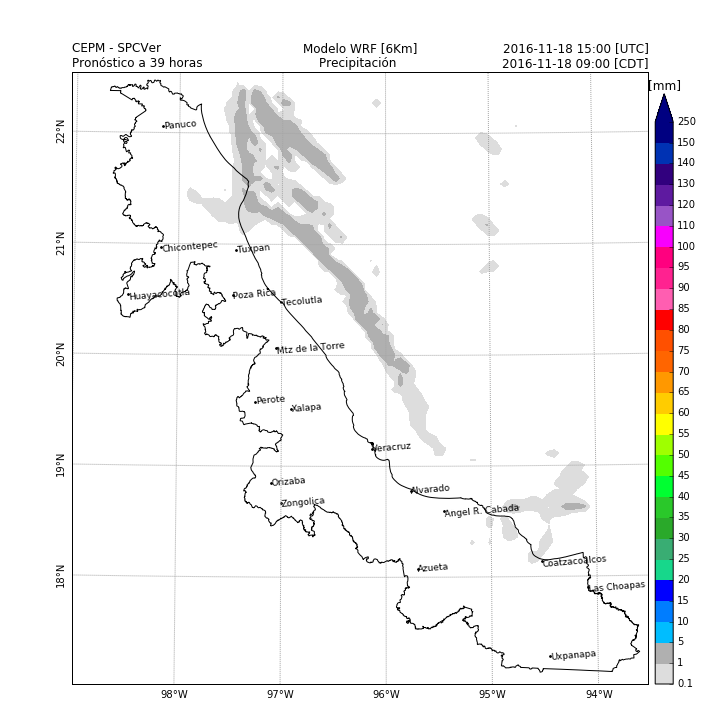 CEPM - SPCVer Modelo WRF [6Km] 2016-11-18 15:00 [UTC]
Pronóstico a 39 horas Precipitación 2016-11-18 09:00 [CDT]
[mm]
250
150
140
130
120
110
100
95
90
85
80
75
70
65
60
55
50
45
40
35
30
25
20
15
10
5
1
0.1
22°N
21°N
20°N
19°N
18°N
Panuco
Chicontepec
Tuxpan
Huayacocotla
Poza Rica
Tecolutla
Mtz de la Torre
Perote
Xalapa
Veracruz
Orizaba
Zongolica
Alvarado
Angel R. Cabada
Azueta
Coatzacoalcos
Las Choapas
Uxpanapa
98°W 97°W 96°W 95°W 94°W